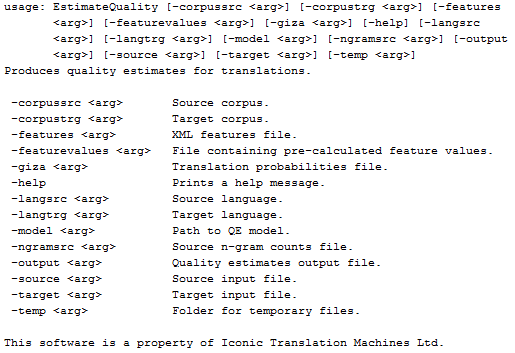 usage: EstimateQuality [-corpussrc <arg>] [-corpustrg <arg>] [-features
       <arg>] [-featurevalues <arg>] [-giza <arg>] [-help] [-langsrc
       <arg>] [-langtrg <arg>] [-model <arg>] [-ngramsrc <arg>] [-output
       <arg>] [-source <arg>] [-target <arg>] [-temp <arg>]
Produces quality estimates for translations.

 -corpussrc <arg>       Source corpus.
 -corpustrg <arg>       Target corpus.
 -features <arg>        XML features file.
 -featurevalues <arg>   File containing pre-calculated feature values.
 -giza <arg>            Translation probabilities file.
 -help                  Prints a help message.
 -langsrc <arg>         Source language.
 -langtrg <arg>         Target language.
 -model <arg>           Path to QE model.
 -ngramsrc <arg>        Source n-gram counts file.
 -output <arg>          Quality estimates output file.
 -source <arg>          Source input file.
 -target <arg>          Target input file.
 -temp <arg>            Folder for temporary files.

This software is a property of Iconic Translation Machines Ltd.